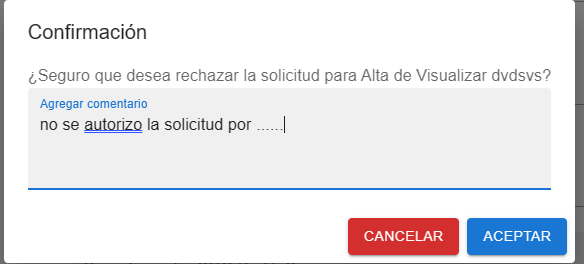 Confirmación
¿Seguro que desea rechazar la solicitud para Alta de Visualizar dvdsvs?
Agregar comentario
no se autorizo la solicitud por ......
CANCELAR
ACEPTAR